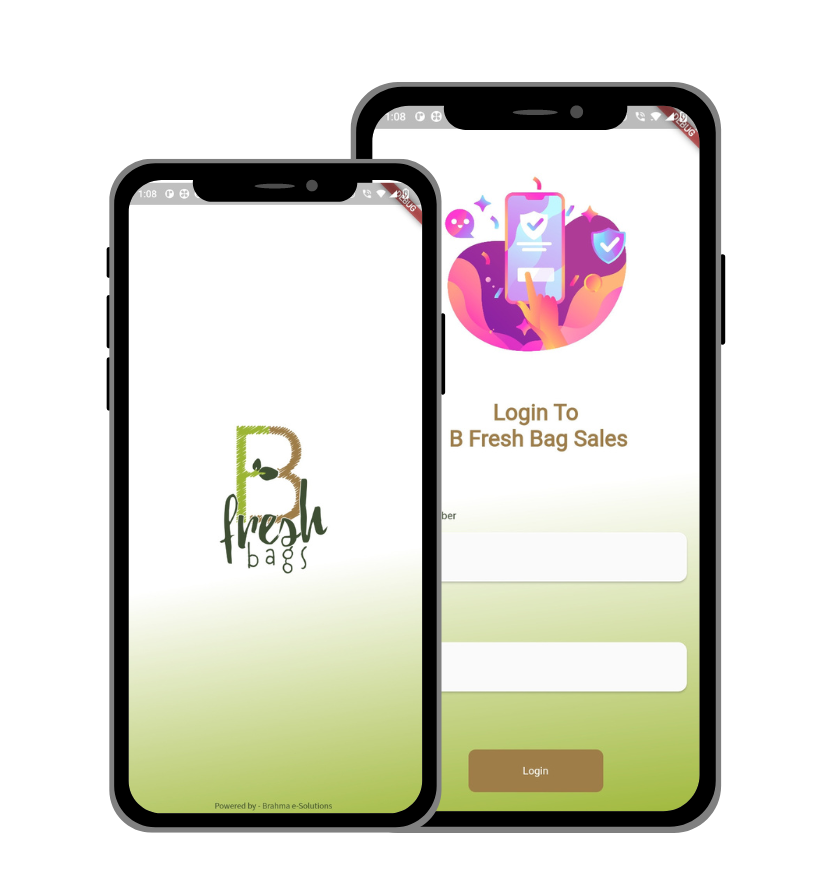 1:08
DEBUG
B
fresh
bags
Powered by - Brahma e-Solutions
1:08
DEBUG
Login To
B Fresh Bag Sales
ber
Login